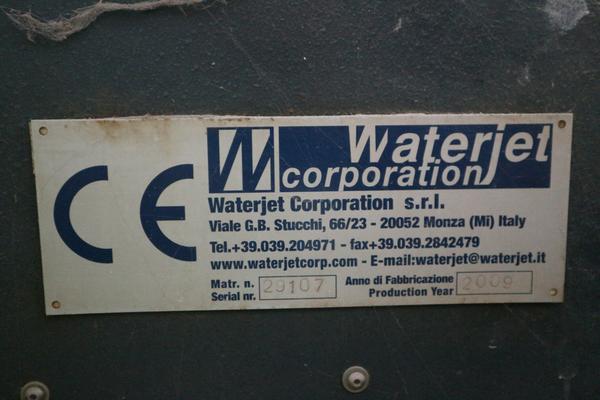 CE
W Waterjet
corporation
Waterjet Corporation s.r.l.
Viale G.B. Stucchi, 66/23 - 20052 Monza (Mi) Italy
Tel.+39.039.204971 - fax+39.039.2842479
www.waterjetcorp.com - E-mail:waterjet@waterjet.it
Matr. n. 29107 Anno di Fabbricazione 2009
Serial nr. Production Year